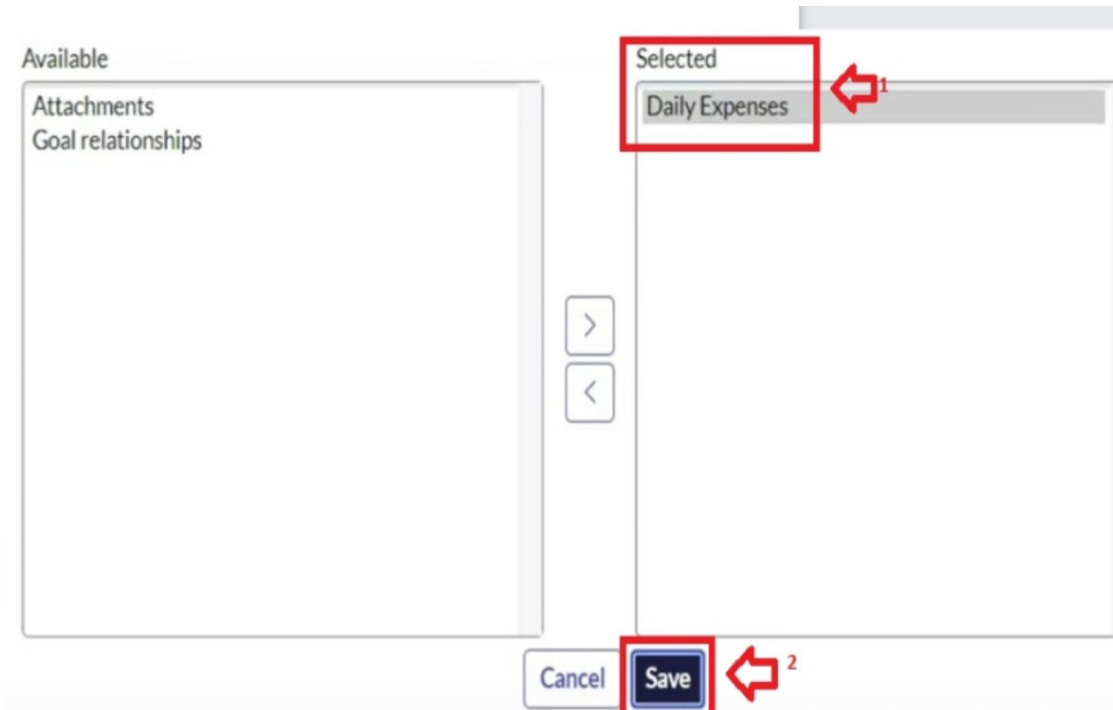 Available
Attachments
Goal relationships
Selected
Daily Expenses
1
>
<
Cancel
Save
2